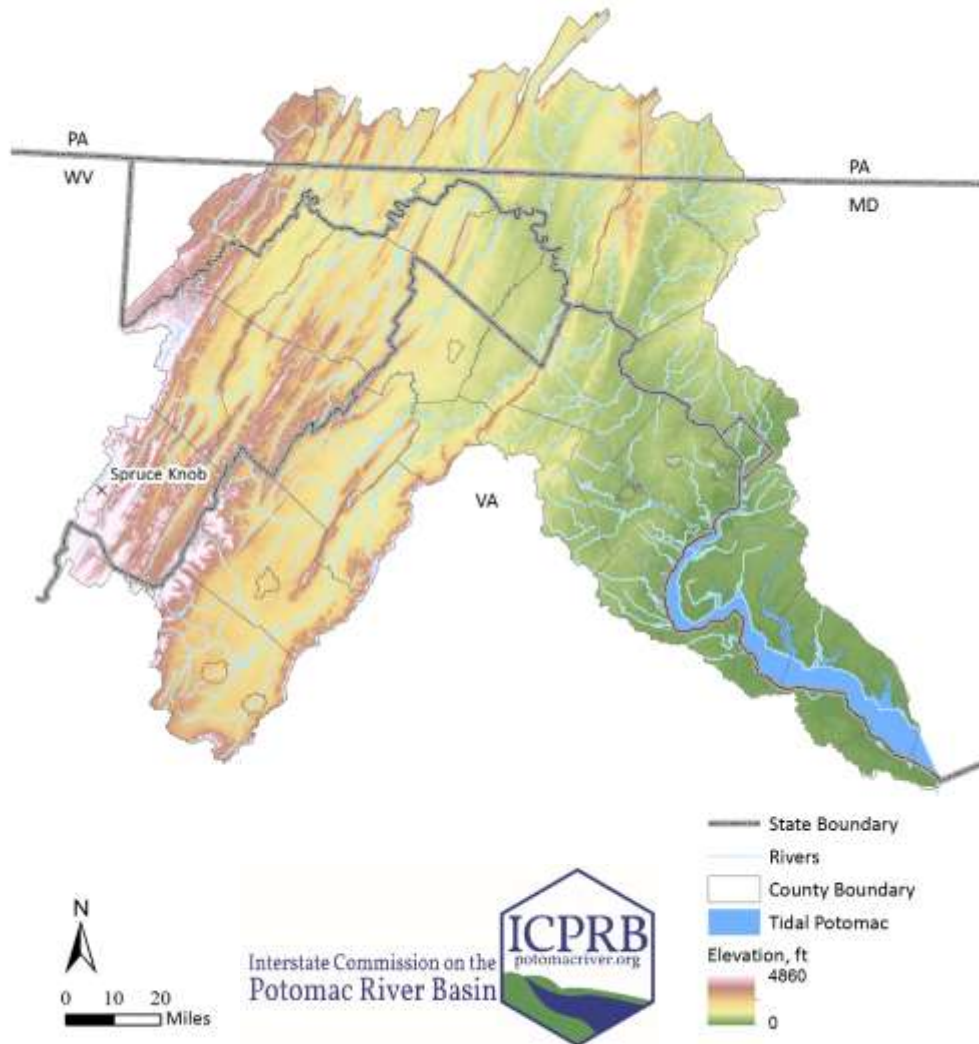 PA
WV
PA
MD
Spruce Knob
VA
State Boundary
Rivers
County Boundary
Tidal Potomac
Elevation, ft
4860
0
N
0 10 20
Miles
Interstate Commission on the
Potomac River Basin
ICPRB
potomacriver.org